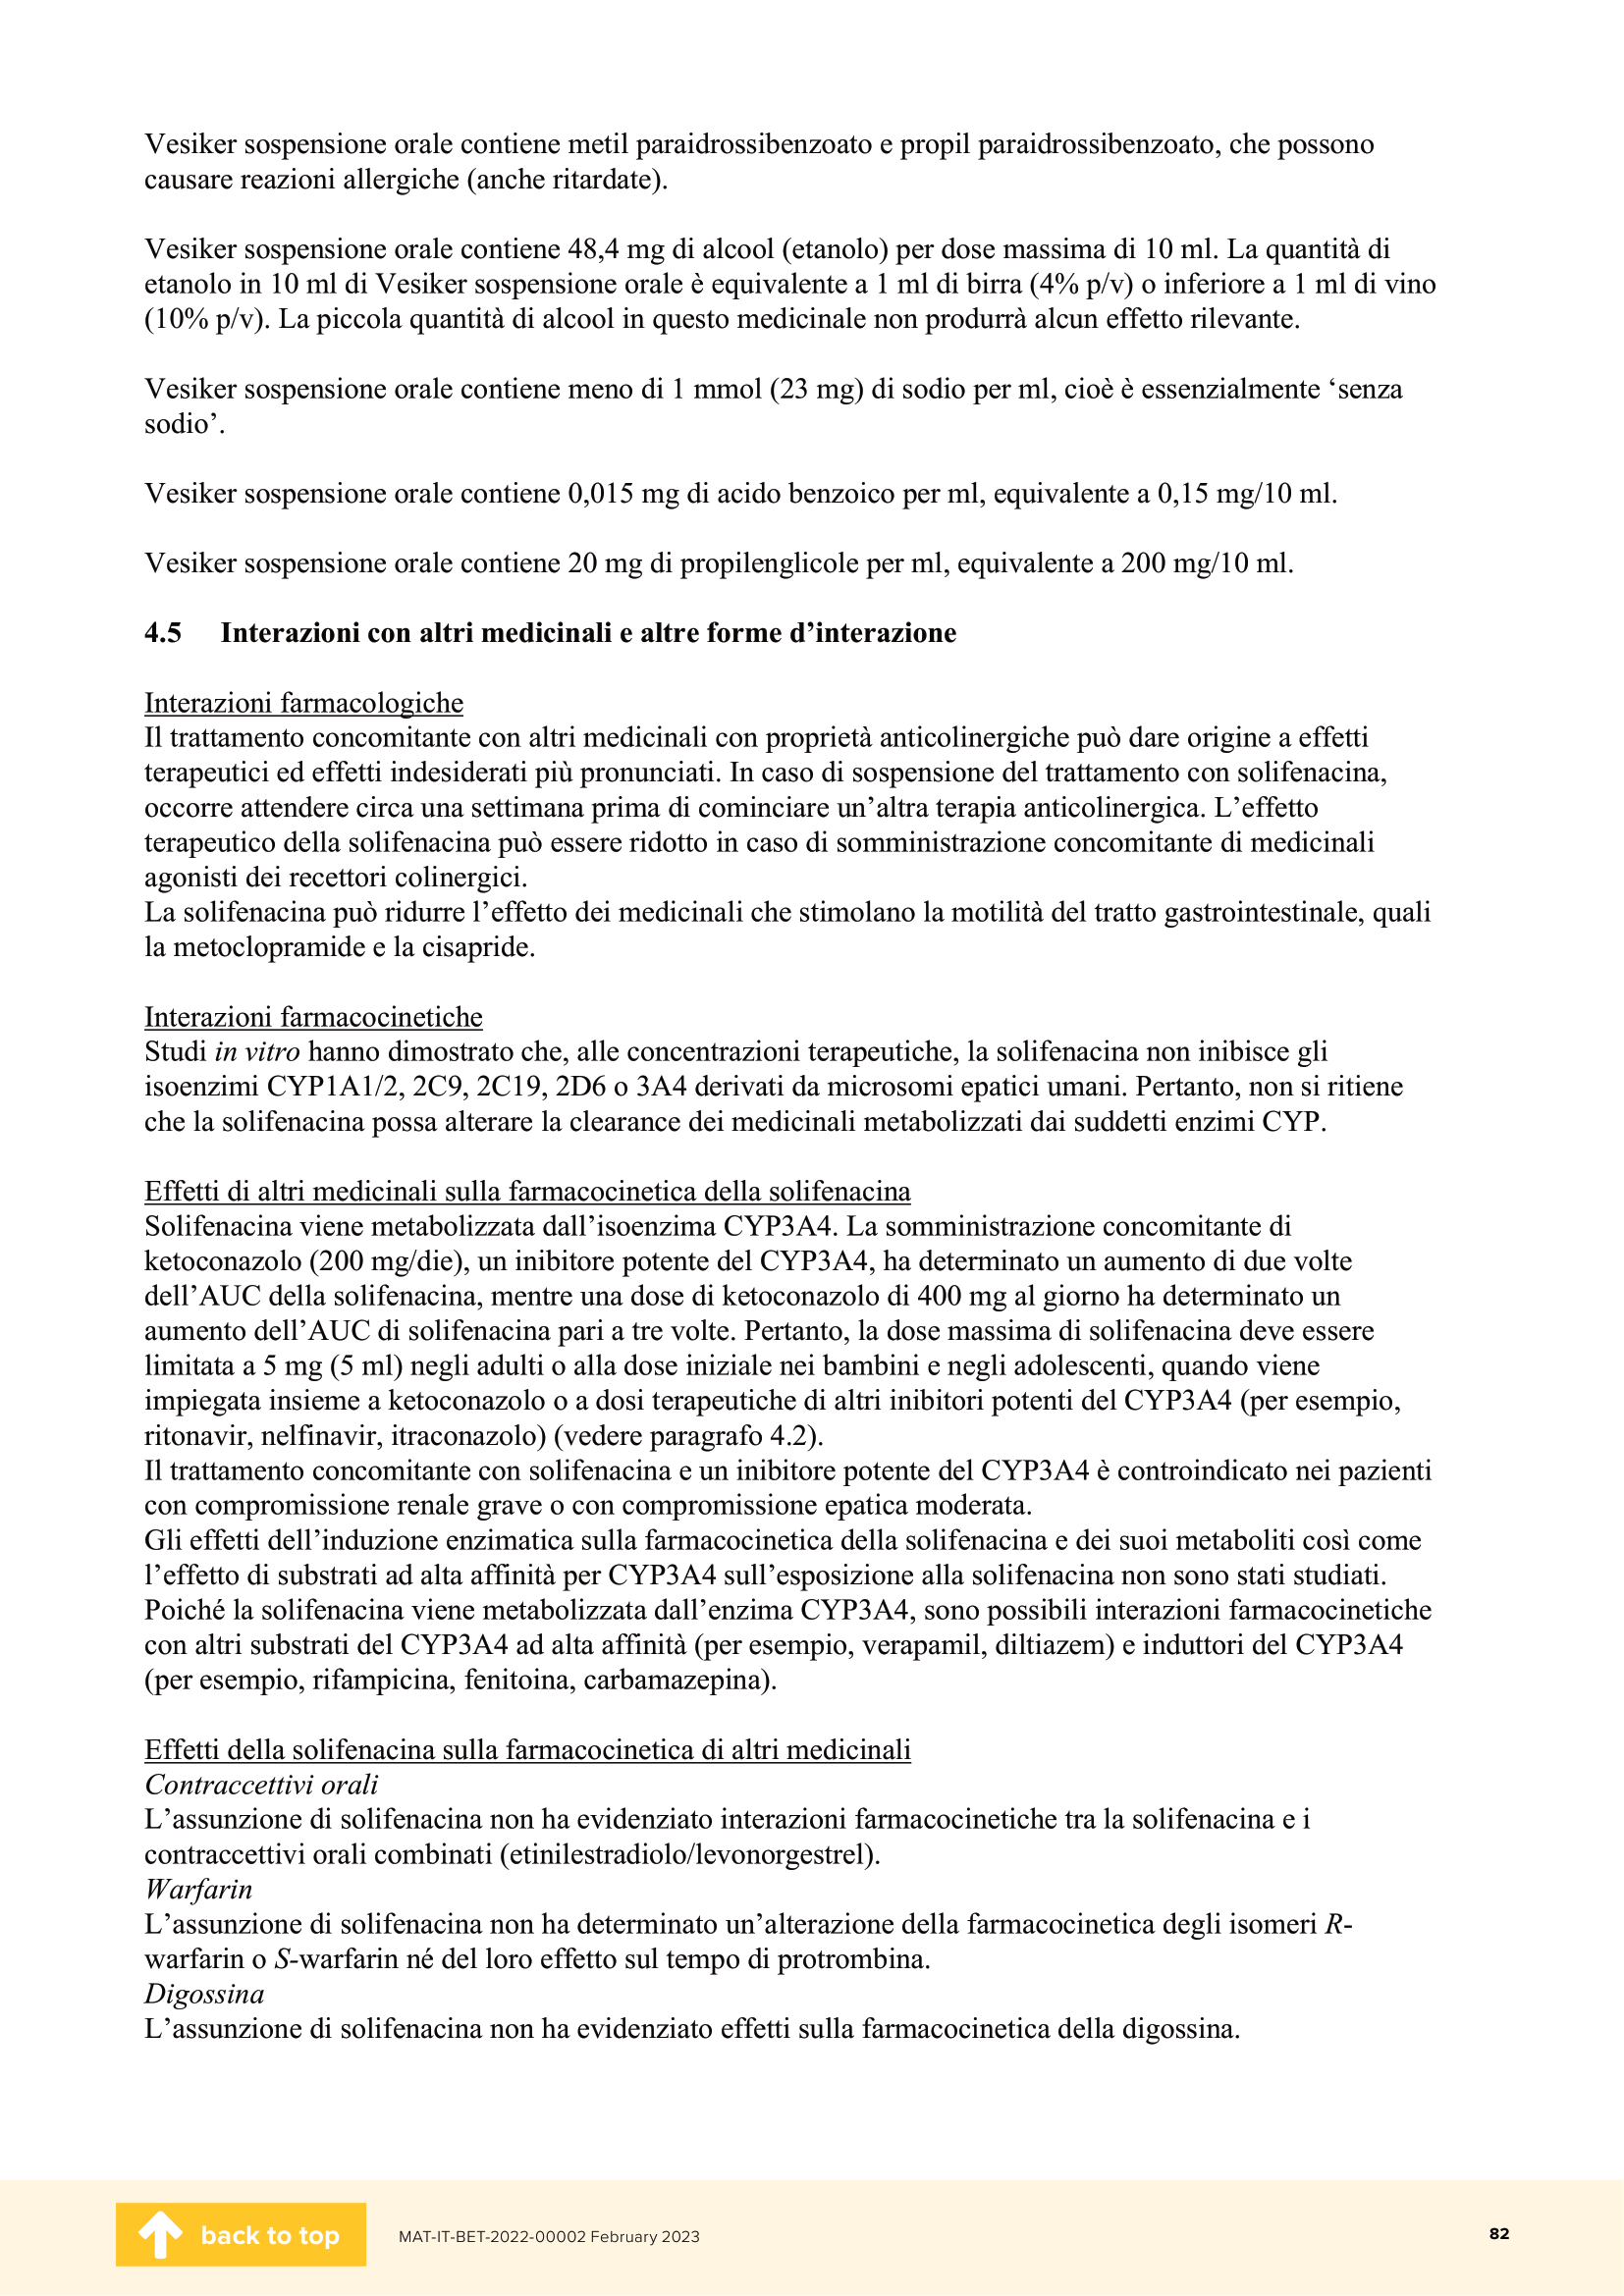 Vesiker sospensione orale contiene metil paraidrossibenzoato e propil paraidrossibenzoato, che possono
causare reazioni allergiche (anche ritardate).
Vesiker sospensione orale contiene 48,4 mg di alcool (etanolo) per dose massima di 10 ml. La quantità di
etanolo in 10 ml di Vesiker sospensione orale è equivalente a 1 ml di birra (4% p/v) o inferiore a 1 ml di vino
(10% p/v). La piccola quantità di alcool in questo medicinale non produrrà alcun effetto rilevante.
Vesiker sospensione orale contiene meno di 1 mmol (23 mg) di sodio per ml, cioè è essenzialmente ‘senza
sodio’.
Vesiker sospensione orale contiene 0,015 mg di acido benzoico per ml, equivalente a 0,15 mg/10 ml.
Vesiker sospensione orale contiene 20 mg di propilenglicole per ml, equivalente a 200 mg/10 ml.
4.5 Interazioni con altri medicinali e altre forme d’interazione
Interazioni farmacologiche
Il trattamento concomitante con altri medicinali con proprietà anticolinergiche può dare origine a effetti
terapeutici ed effetti indesiderati più pronunciati. In caso di sospensione del trattamento con solifenacina,
occorre attendere circa una settimana prima di cominciare un’altra terapia anticolinergica. L’effetto
terapeutico della solifenacina può essere ridotto in caso di somministrazione concomitante di medicinali
agonisti dei recettori colinergici.
La solifenacina può ridurre l’effetto dei medicinali che stimolano la motilità del tratto gastrointestinale, quali
la metoclopramide e la cisapride.
Interazioni farmacocinetiche
Studi in vitro hanno dimostrato che, alle concentrazioni terapeutiche, la solifenacina non inibisce gli
isoenzimi CYP1A1/2, 2C9, 2C19, 2D6 o 3A4 derivati da microsomi epatici umani. Pertanto, non si ritiene
che la solifenacina possa alterare la clearance dei medicinali metabolizzati dai suddetti enzimi CYP.
Effetti di altri medicinali sulla farmacocinetica della solifenacina
Solifenacina viene metabolizzata dall’isoenzima CYP3A4. La somministrazione concomitante di
ketoconazolo (200 mg/die), un inibitore potente del CYP3A4, ha determinato un aumento di due volte
dell’AUC della solifenacina, mentre una dose di ketoconazolo di 400 mg al giorno ha determinato un
aumento dell’AUC di solifenacina pari a tre volte. Pertanto, la dose massima di solifenacina deve essere
limitata a 5 mg (5 ml) negli adulti o alla dose iniziale nei bambini e negli adolescenti, quando viene
impiegata insieme a ketoconazolo o a dosi terapeutiche di altri inibitori potenti del CYP3A4 (per esempio,
ritonavir, nelfinavir, itraconazolo) (vedere paragrafo 4.2).
Il trattamento concomitante con solifenacina e un inibitore potente del CYP3A4 è controindicato nei pazienti
con compromissione renale grave o con compromissione epatica moderata.
Gli effetti dell’induzione enzimatica sulla farmacocinetica della solifenacina e dei suoi metaboliti così come
l’effetto di substrati ad alta affinità per CYP3A4 sull’esposizione alla solifenacina non sono stati studiati.
Poiché la solifenacina viene metabolizzata dall’enzima CYP3A4, sono possibili interazioni farmacocinetiche
con altri substrati del CYP3A4 ad alta affinità (per esempio, verapamil, diltiazem) e induttori del CYP3A4
(per esempio, rifampicina, fenitoina, carbamazepina).
Effetti della solifenacina sulla farmacocinetica di altri medicinali
Contraccettivi orali
L’assunzione di solifenacina non ha evidenziato interazioni farmacocinetiche tra la solifenacina e i
contraccettivi orali combinati (etinilestradiolo/levonorgestrel).
Warfarin
L’assunzione di solifenacina non ha determinato un’alterazione della farmacocinetica degli isomeri R-
warfarin o S-warfarin né del loro effetto sul tempo di protrombina.
Digossina
L’assunzione di solifenacina non ha evidenziato effetti sulla farmacocinetica della digossina.
back to top
MAT-IT-BET-2022-00002 February 2023
82